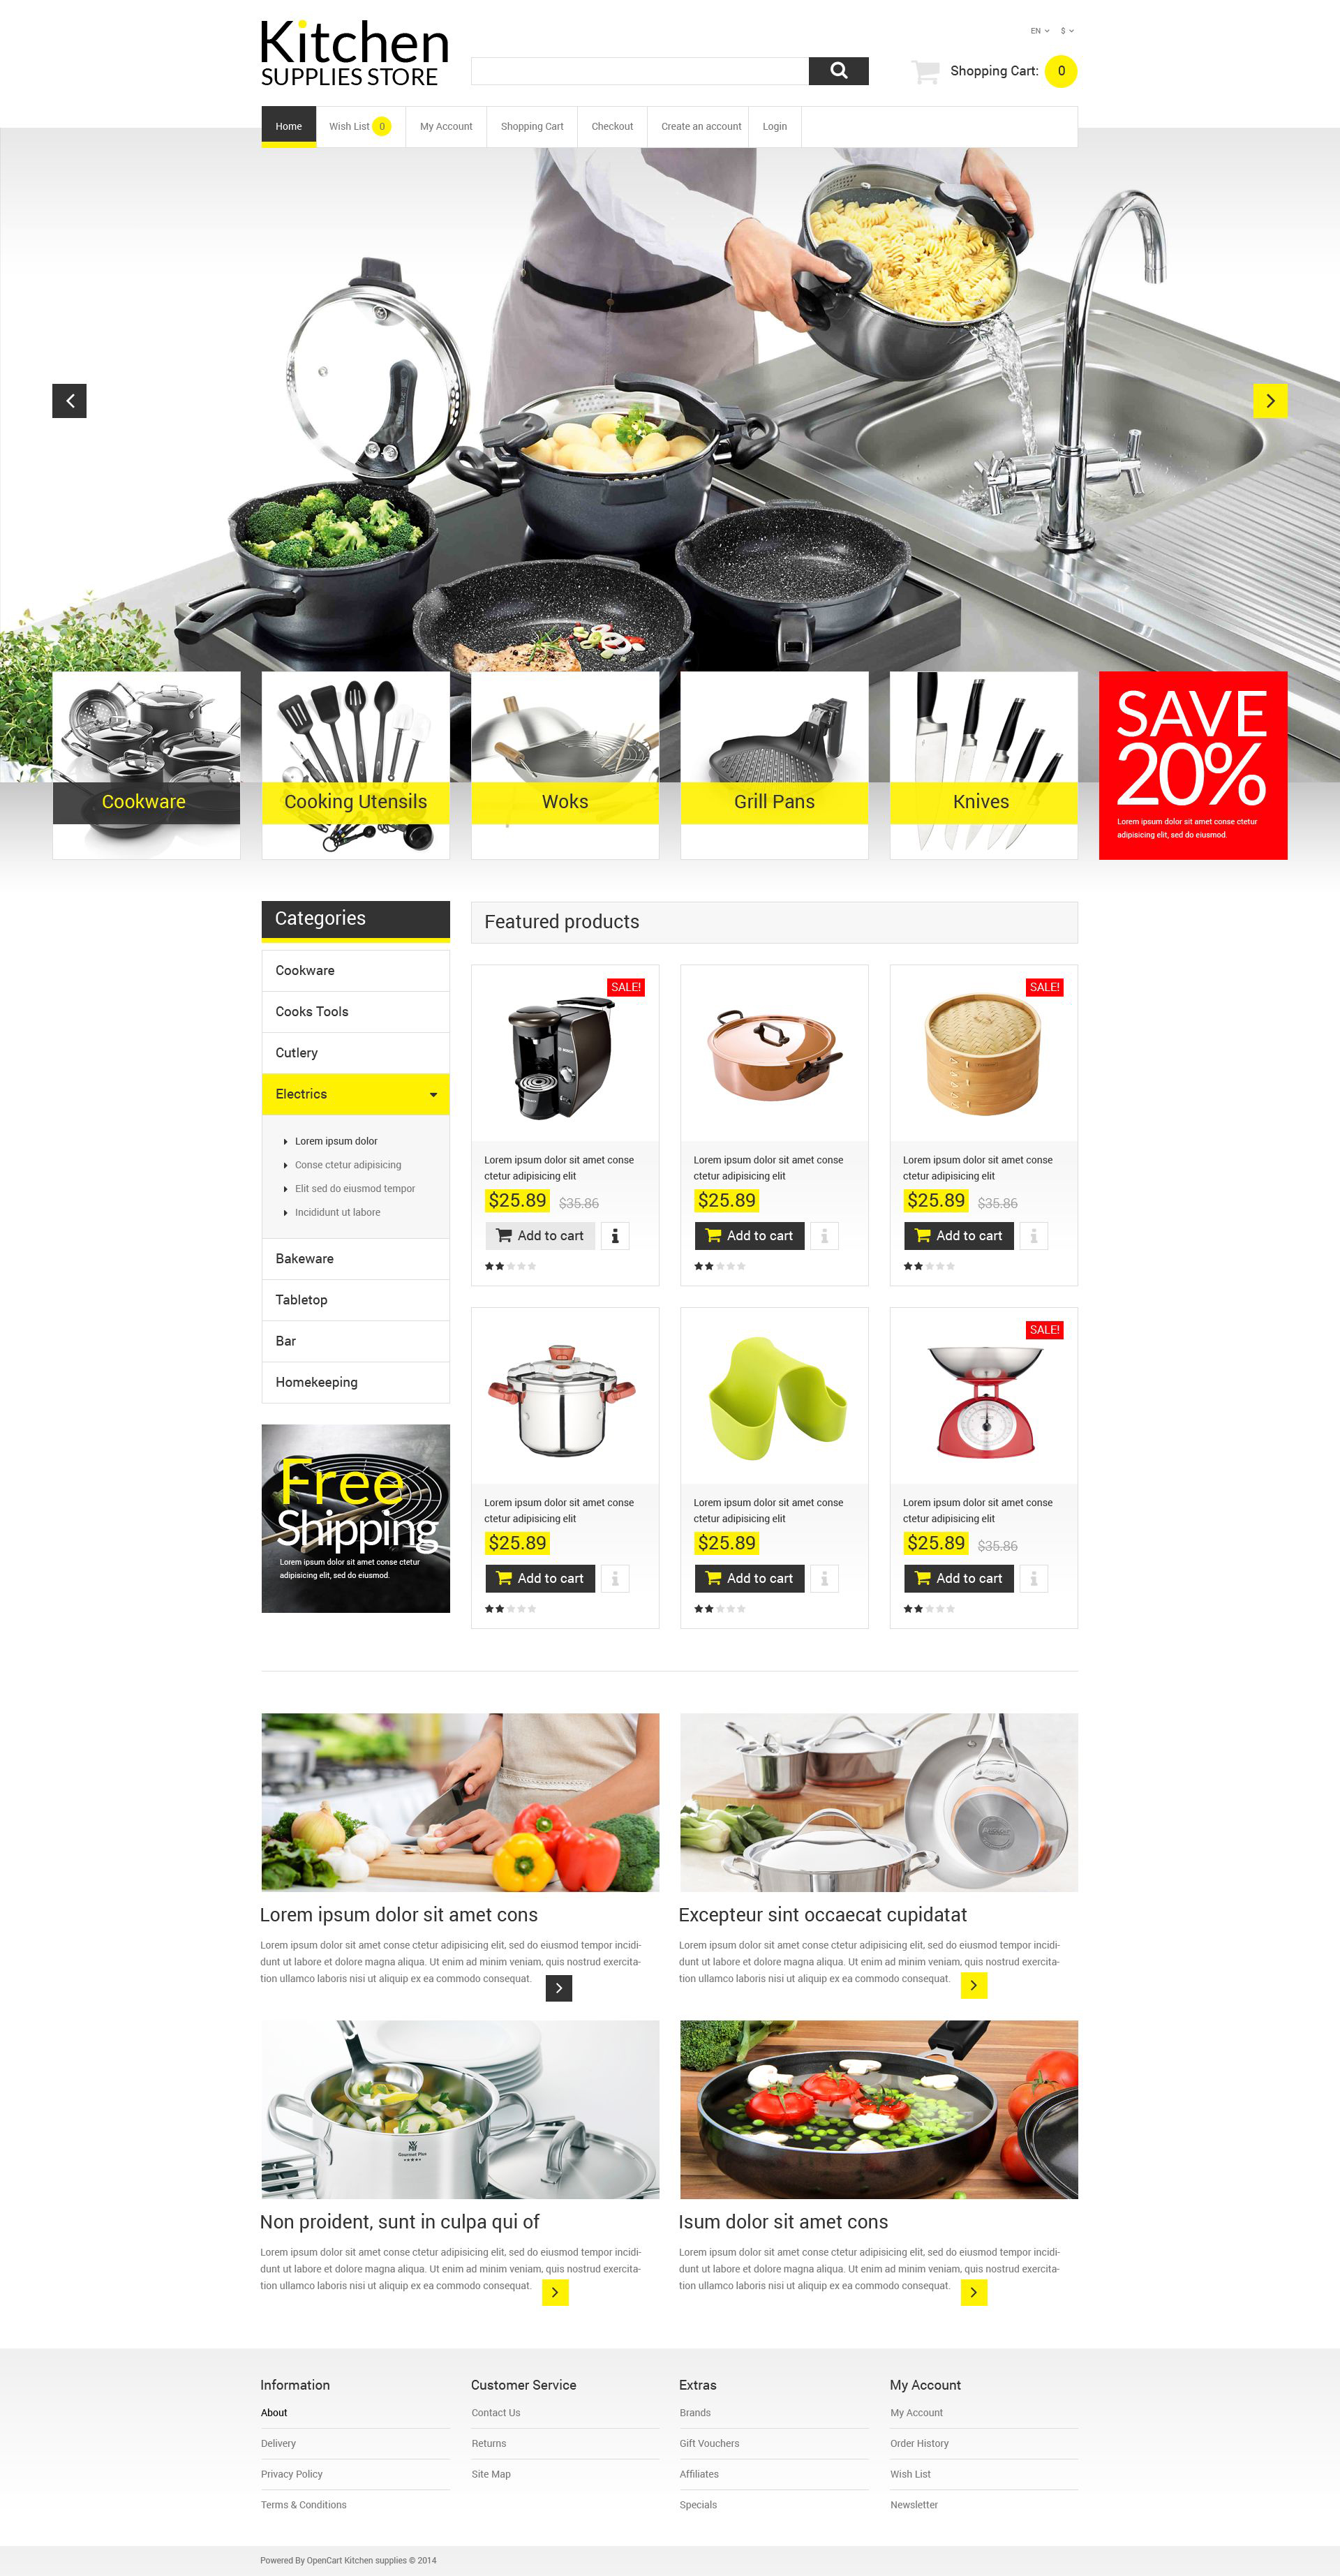 Kitchen
SUPPLIES STORE
EN $
Shopping Cart: 0
Home Wish List 0 My Account Shopping Cart Checkout Create an account Login
Cookware
Cooking Utensils
Woks
Grill Pans
Knives
SAVE
20%
Lorem ipsum dolor sit amet conse ctetur
adipisicing elit, sed do eiusmod.
Categories
Cookware
Cooks Tools
Cutlery
Electrics
Lorem ipsum dolor
Conse ctetur adipisicing
Elit sed do eiusmod tempor
Incididunt ut labore
Bakeware
Tabletop
Bar
Homekeeping
Free
Shipping
Lorem ipsum dolor sit amet conse ctetur
adipisicing elit, sed do eiusmod.
Featured products
SALE!
Lorem ipsum dolor sit amet conse
ctetur adipisicing elit
$25.89 $35.86
Add to cart i
Lorem ipsum dolor sit amet conse
ctetur adipisicing elit
$25.89
Add to cart i
SALE!
Lorem ipsum dolor sit amet conse
ctetur adipisicing elit
$25.89 $35.86
Add to cart i
Lorem ipsum dolor sit amet conse
ctetur adipisicing elit
$25.89
Add to cart i
Lorem ipsum dolor sit amet conse
ctetur adipisicing elit
$25.89
Add to cart i
SALE!
Lorem ipsum dolor sit amet conse
ctetur adipisicing elit
$25.89 $35.86
Add to cart i
Lorem ipsum dolor sit amet cons
Lorem ipsum dolor sit amet conse ctetur adipisicing elit, sed do eiusmod tempor incidi-
dunt ut labore et dolore magna aliqua. Ut enim ad minim veniam, quis nostrud exercita-
tion ullamco laboris nisi ut aliquip ex ea commodo consequat.
Excepteur sint occaecat cupidatat
Lorem ipsum dolor sit amet conse ctetur adipisicing elit, sed do eiusmod tempor incidi-
dunt ut labore et dolore magna aliqua. Ut enim ad minim veniam, quis nostrud exercita-
tion ullamco laboris nisi ut aliquip ex ea commodo consequat.
Non proident, sunt in culpa qui of
Lorem ipsum dolor sit amet conse ctetur adipisicing elit, sed do eiusmod tempor incidi-
dunt ut labore et dolore magna aliqua. Ut enim ad minim veniam, quis nostrud exercita-
tion ullamco laboris nisi ut aliquip ex ea commodo consequat.
Isum dolor sit amet cons
Lorem ipsum dolor sit amet conse ctetur adipisicing elit, sed do eiusmod tempor incidi-
dunt ut labore et dolore magna aliqua. Ut enim ad minim veniam, quis nostrud exercita-
tion ullamco laboris nisi ut aliquip ex ea commodo consequat.
Information
About
Delivery
Privacy Policy
Terms & Conditions
Customer Service
Contact Us
Returns
Site Map
Extras
Brands
Gift Vouchers
Affiliates
Specials
My Account
My Account
Order History
Wish List
Newsletter
Powered By OpenCart Kitchen supplies © 2014